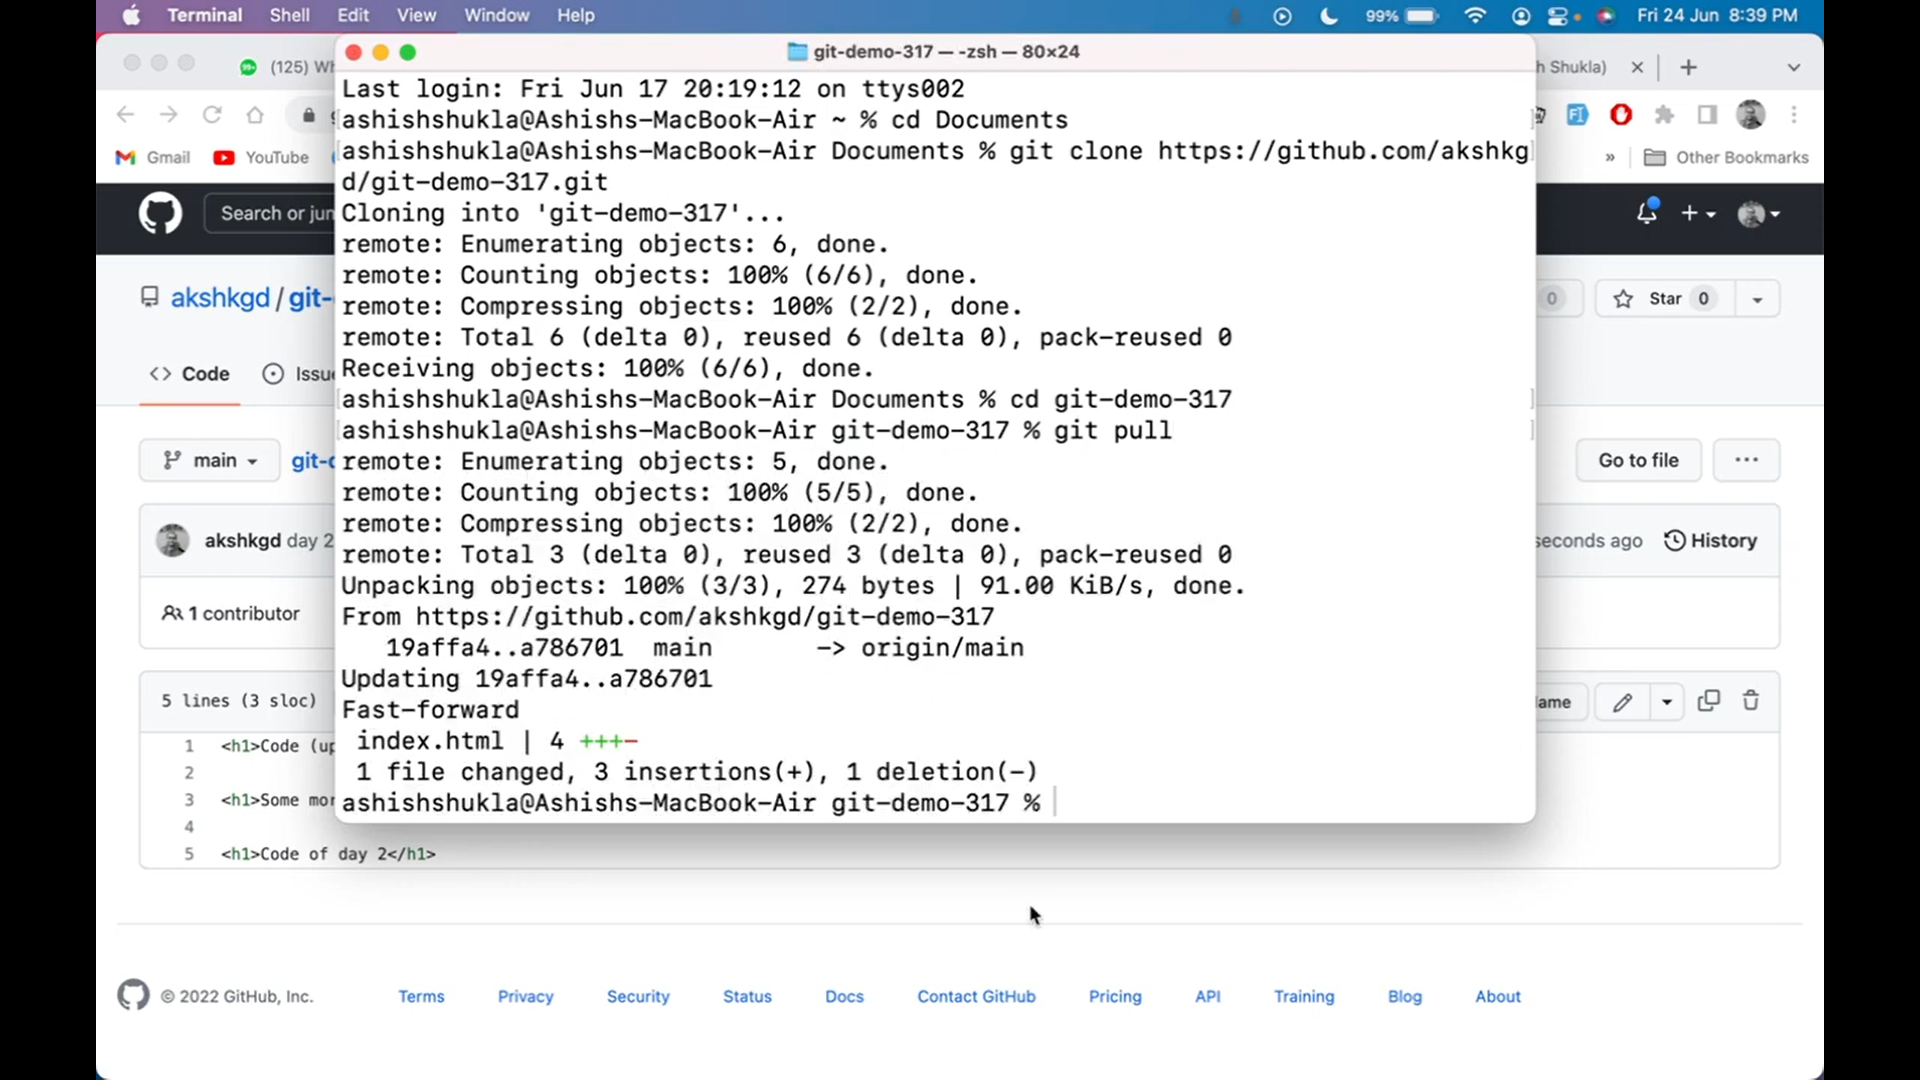 Terminal Shell Edit View Window Help 99% Fri 24 Jun 8:39 PM
git-demo-317 — -zsh — 80×24
(125) Wh
h Shukla)
Gmail YouTube
» Other Bookmarks
Last login: Fri Jun 17 20:19:12 on ttys002
ashishshukla@Ashishs-MacBook-Air ~ % cd Documents
ashishshukla@Ashishs-MacBook-Air Documents % git clone https://github.com/akshkg
d/git-demo-317.git
Cloning into 'git-demo-317'...
remote: Enumerating objects: 6, done.
remote: Counting objects: 100% (6/6), done.
remote: Compressing objects: 100% (2/2), done.
remote: Total 6 (delta 0), reused 6 (delta 0), pack-reused 0
Receiving objects: 100% (6/6), done.
ashishshukla@Ashishs-MacBook-Air Documents % cd git-demo-317
ashishshukla@Ashishs-MacBook-Air git-demo-317 % git pull
remote: Enumerating objects: 5, done.
remote: Counting objects: 100% (5/5), done.
remote: Compressing objects: 100% (2/2), done.
remote: Total 3 (delta 0), reused 3 (delta 0), pack-reused 0
Unpacking objects: 100% (3/3), 274 bytes | 91.00 KiB/s, done.
From https://github.com/akshkgd/git-demo-317
19affa4..a786701 main -> origin/main
Updating 19affa4..a786701
Fast-forward
index.html | 4 +++-
1 file changed, 3 insertions(+), 1 deletion(-)
ashishshukla@Ashishs-MacBook-Air git-demo-317 %
Search or jum
akshkgd / git-
0 Star 0
<> Code Issue
main git-d
Go to file ...
akshkgd day 2
seconds ago History
1 contributor
5 lines (3 sloc)
ame
1 <h1>Code (up
2
3 <h1>Some mor
4
5 <h1>Code of day 2</h1>
© 2022 GitHub, Inc. Terms Privacy Security Status Docs Contact GitHub Pricing API Training Blog About